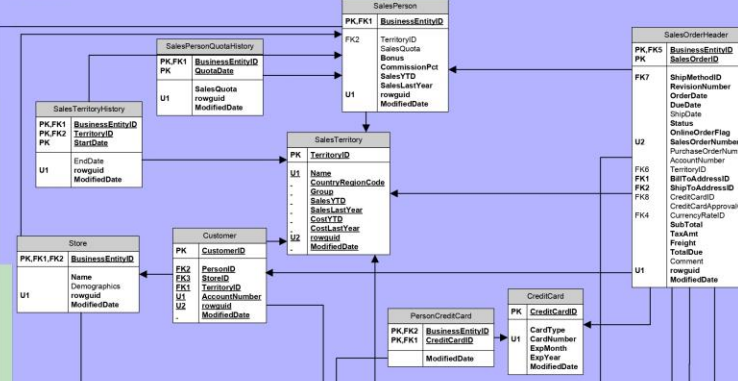 SalesPerson
PK,FK1 BusinessEntityID
FK2 TerritoryID
SalesQuota
Bonus
CommissionPct
SalesYTD
SalesLastYear
U1 rowguid
ModifiedDate
SalesPersonQuotaHistory
PK,FK1 BusinessEntityID
PK QuotaDate
SalesQuota
U1 rowguid
ModifiedDate
SalesOrderHeader
PK,FK5 BusinessEntityID
PK SalesOrderID
FK7 ShipMethodID
RevisionNumber
OrderDate
DueDate
ShipDate
Status
OnlineOrderFlag
U2 SalesOrderNumber
PurchaseOrderNum
AccountNumber
FK6 TerritoryID
FK1 BillToAddressID
FK2 ShipToAddressID
FK8 CreditCardID
CreditCardApproval
FK4 CurrencyRateID
SubTotal
TaxAmt
Freight
TotalDue
Comment
U1 rowguid
ModifiedDate
SalesTerritoryHistory
PK,FK1 BusinessEntityID
PK,FK2 TerritoryID
PK StartDate
EndDate
U1 rowguid
ModifiedDate
SalesTerritory
PK TerritoryID
U1 Name
CountryRegionCode
Group
SalesYTD
SalesLastYear
CostYTD
CostLastYear
U2 rowguid
ModifiedDate
Store
PK,FK1,FK2 BusinessEntityID
Name
Demographics
U1 rowguid
ModifiedDate
Customer
PK CustomerID
FK2 PersonID
FK3 StoreID
FK1 TerritoryID
U1 AccountNumber
U2 rowguid
ModifiedDate
PersonCreditCard
PK,FK2 BusinessEntityID
PK,FK1 CreditCardID
ModifiedDate
CreditCard
PK CreditCardID
U1 CardType
CardNumber
ExpMonth
ExpYear
ModifiedDate